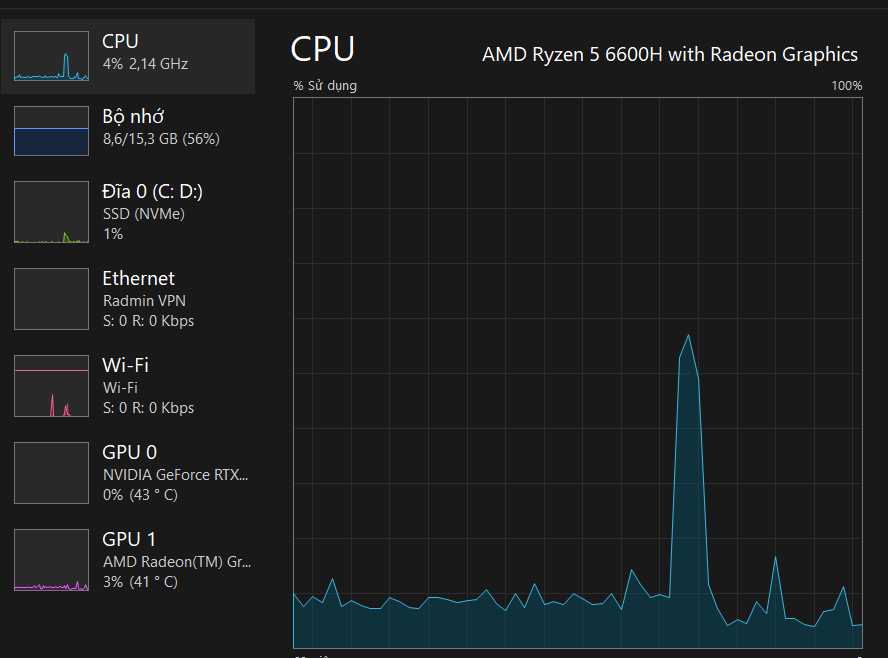 CPU
4% 2,14 GHz
Bộ nhớ
8,6/15,3 GB (56%)
Đĩa 0 (C: D:)
SSD (NVMe)
1%
Ethernet
Radmin VPN
S: 0 R: 0 Kbps
Wi-Fi
Wi-Fi
S: 0 R: 0 Kbps
GPU 0
NVIDIA GeForce RTX...
0% (43 °C)
GPU 1
AMD Radeon(TM) Gr...
3% (41 °C)
CPU
AMD Ryzen 5 6600H with Radeon Graphics
% Sử dụng
100%